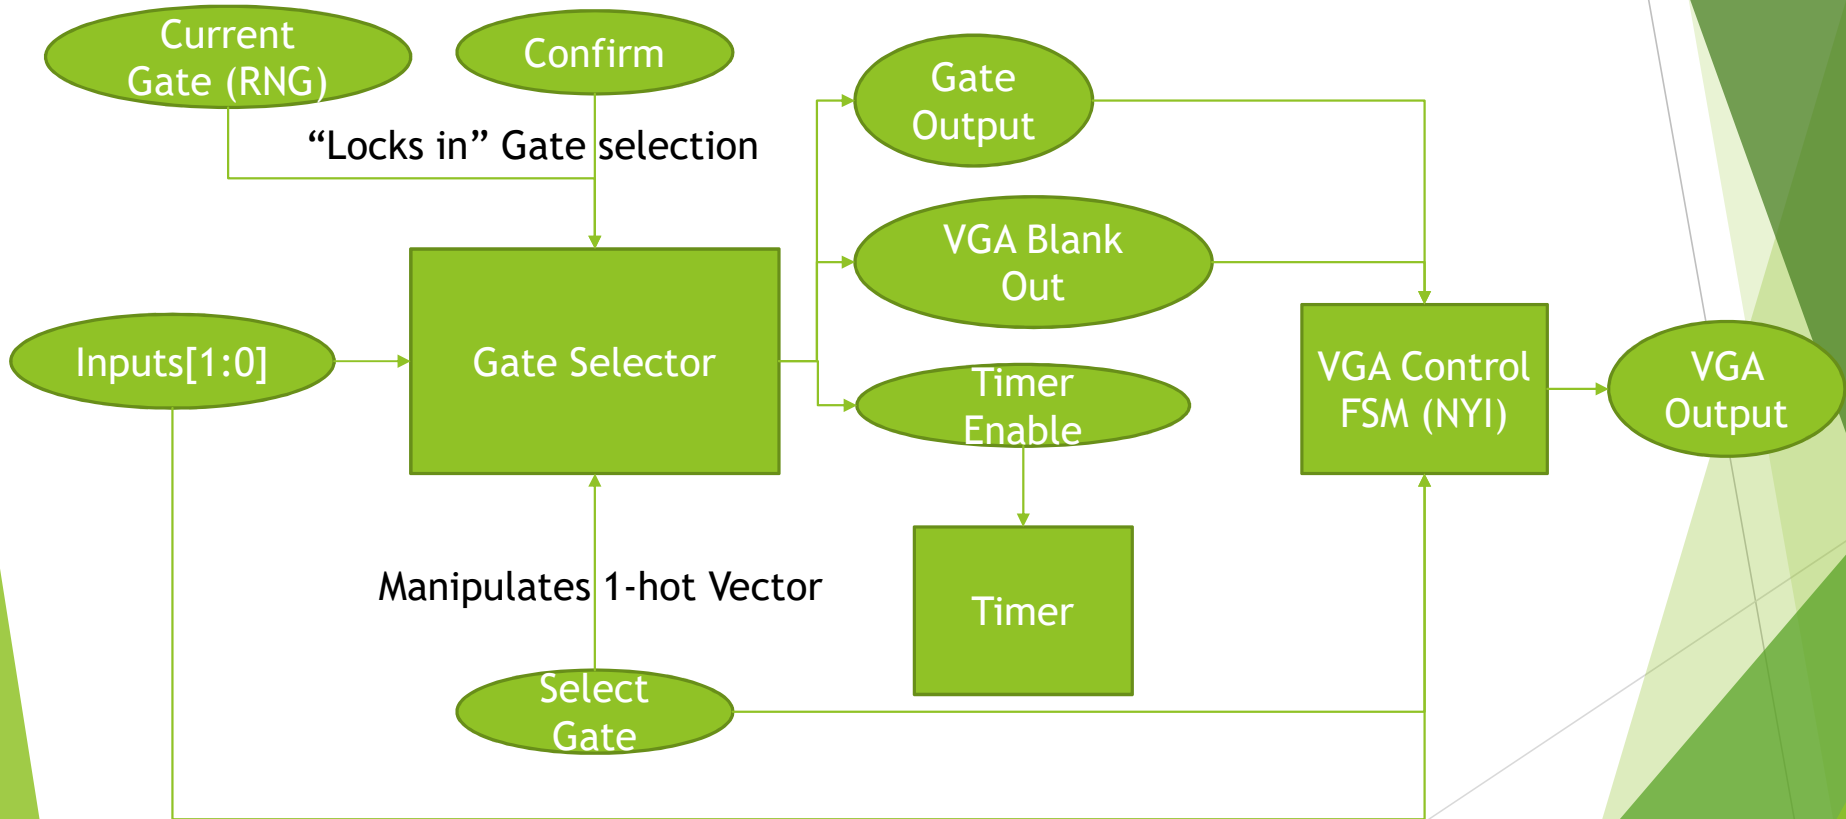 Current
Gate (RNG)
Confirm
Gate
Output
“Locks in” Gate selection
VGA Blank
Out
Inputs[1:0]
Gate Selector
Timer
Enable
VGA Control
FSM (NYI)
VGA
Output
Manipulates 1-hot Vector
Timer
Select
Gate